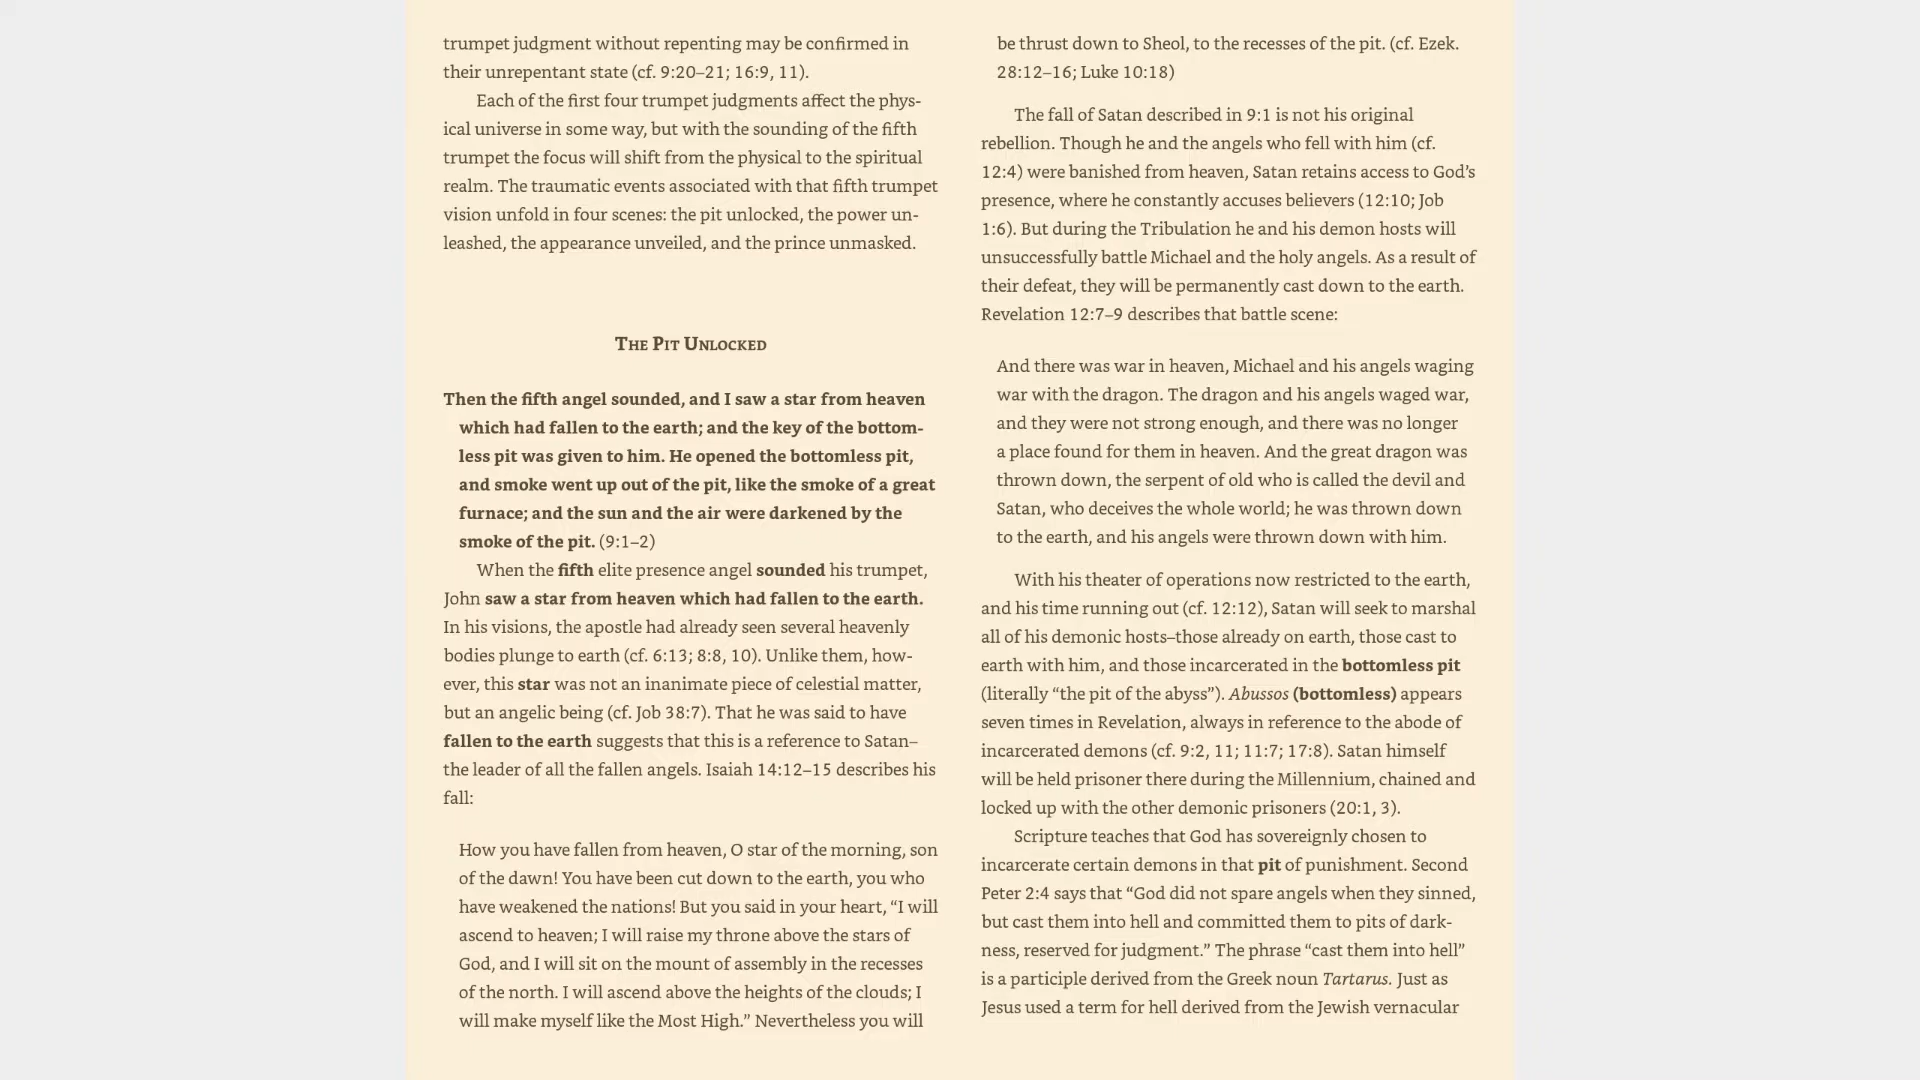 trumpet judgment without repenting may be confirmed in
their unrepentant state (cf. 9:20–21; 16:9, 11).
Each of the first four trumpet judgments affect the phys-
ical universe in some way, but with the sounding of the fifth
trumpet the focus will shift from the physical to the spiritual
realm. The traumatic events associated with that fifth trumpet
vision unfold in four scenes: the pit unlocked, the power un-
leashed, the appearance unveiled, and the prince unmasked.
The Pit Unlocked
Then the fifth angel sounded, and I saw a star from heaven
which had fallen to the earth; and the key of the bottom-
less pit was given to him. He opened the bottomless pit,
and smoke went up out of the pit, like the smoke of a great
furnace; and the sun and the air were darkened by the
smoke of the pit. (9:1–2)
When the fifth elite presence angel sounded his trumpet,
John saw a star from heaven which had fallen to the earth.
In his visions, the apostle had already seen several heavenly
bodies plunge to earth (cf. 6:13; 8:8, 10). Unlike them, how-
ever, this star was not an inanimate piece of celestial matter,
but an angelic being (cf. Job 38:7). That he was said to have
fallen to the earth suggests that this is a reference to Satan–
the leader of all the fallen angels. Isaiah 14:12–15 describes his
fall:
How you have fallen from heaven, O star of the morning, son
of the dawn! You have been cut down to the earth, you who
have weakened the nations! But you said in your heart, “I will
ascend to heaven; I will raise my throne above the stars of
God, and I will sit on the mount of assembly in the recesses
of the north. I will ascend above the heights of the clouds; I
will make myself like the Most High.” Nevertheless you will
be thrust down to Sheol, to the recesses of the pit. (cf. Ezek.
28:12–16; Luke 10:18)
The fall of Satan described in 9:1 is not his original
rebellion. Though he and the angels who fell with him (cf.
12:4) were banished from heaven, Satan retains access to God’s
presence, where he constantly accuses believers (12:10; Job
1:6). But during the Tribulation he and his demon hosts will
unsuccessfully battle Michael and the holy angels. As a result of
their defeat, they will be permanently cast down to the earth.
Revelation 12:7–9 describes that battle scene:
And there was war in heaven, Michael and his angels waging
war with the dragon. The dragon and his angels waged war,
and they were not strong enough, and there was no longer
a place found for them in heaven. And the great dragon was
thrown down, the serpent of old who is called the devil and
Satan, who deceives the whole world; he was thrown down
to the earth, and his angels were thrown down with him.
With his theater of operations now restricted to the earth,
and his time running out (cf. 12:12), Satan will seek to marshal
all of his demonic hosts–those already on earth, those cast to
earth with him, and those incarcerated in the bottomless pit
(literally “the pit of the abyss”). Abussos (bottomless) appears
seven times in Revelation, always in reference to the abode of
incarcerated demons (cf. 9:2, 11; 11:7; 17:8). Satan himself
will be held prisoner there during the Millennium, chained and
locked up with the other demonic prisoners (20:1, 3).
Scripture teaches that God has sovereignly chosen to
incarcerate certain demons in that pit of punishment. Second
Peter 2:4 says that “God did not spare angels when they sinned,
but cast them into hell and committed them to pits of dark-
ness, reserved for judgment.” The phrase “cast them into hell”
is a participle derived from the Greek noun Tartarus. Just as
Jesus used a term for hell derived from the Jewish vernacular